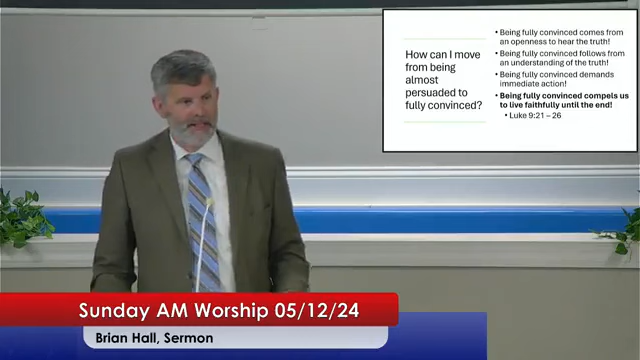 How can I move
from being
almost
persuaded to
fully convinced?
• Being fully convinced comes from
an openness to hear the truth!
• Being fully convinced follows from
an understanding of the truth!
• Being fully convinced demands
immediate action!
• Being fully convinced compels us
to live faithfully until the end!
• Luke 9:21 – 26
Sunday AM Worship 05/12/24
Brian Hall, Sermon